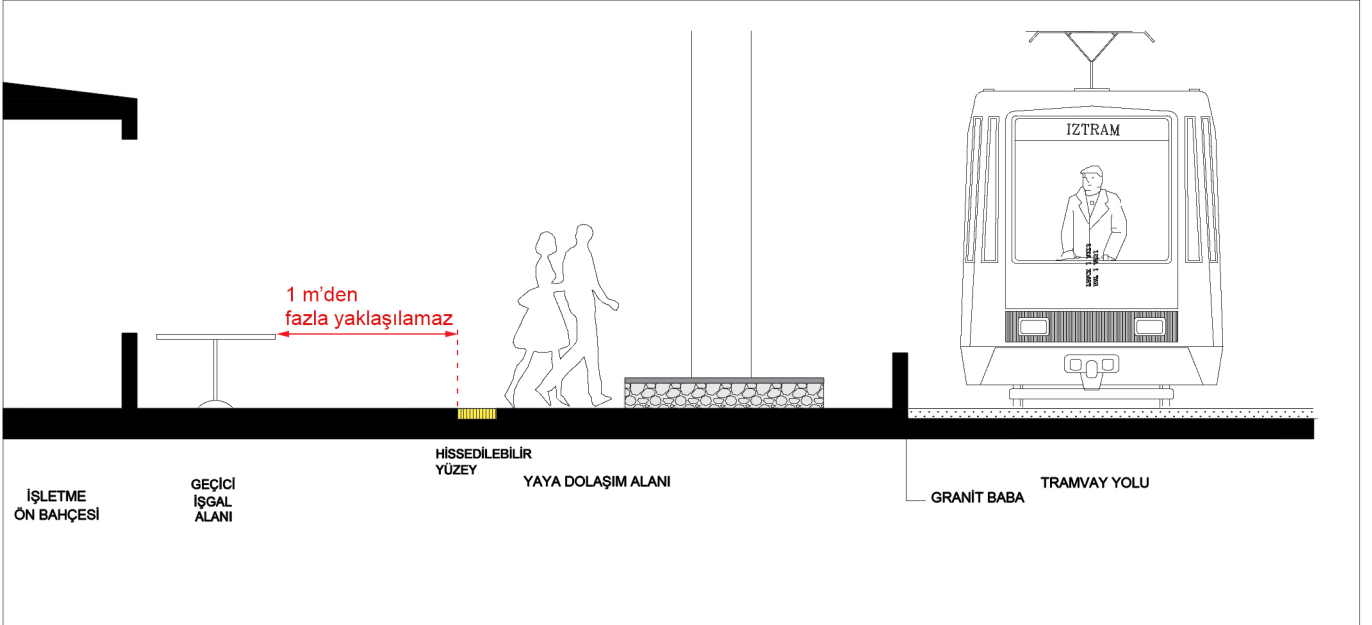 IZTRAM
1 m'den
fazla yaklaşılamaz
HİSSEDİLEBİLİR
YÜZEY
YAYA DOLAŞIM ALANI
İŞLETME
ÖN BAHÇESİ
GEÇİCİ
İŞGAL
ALANI
GRANİT BABA
TRAMVAY YOLU